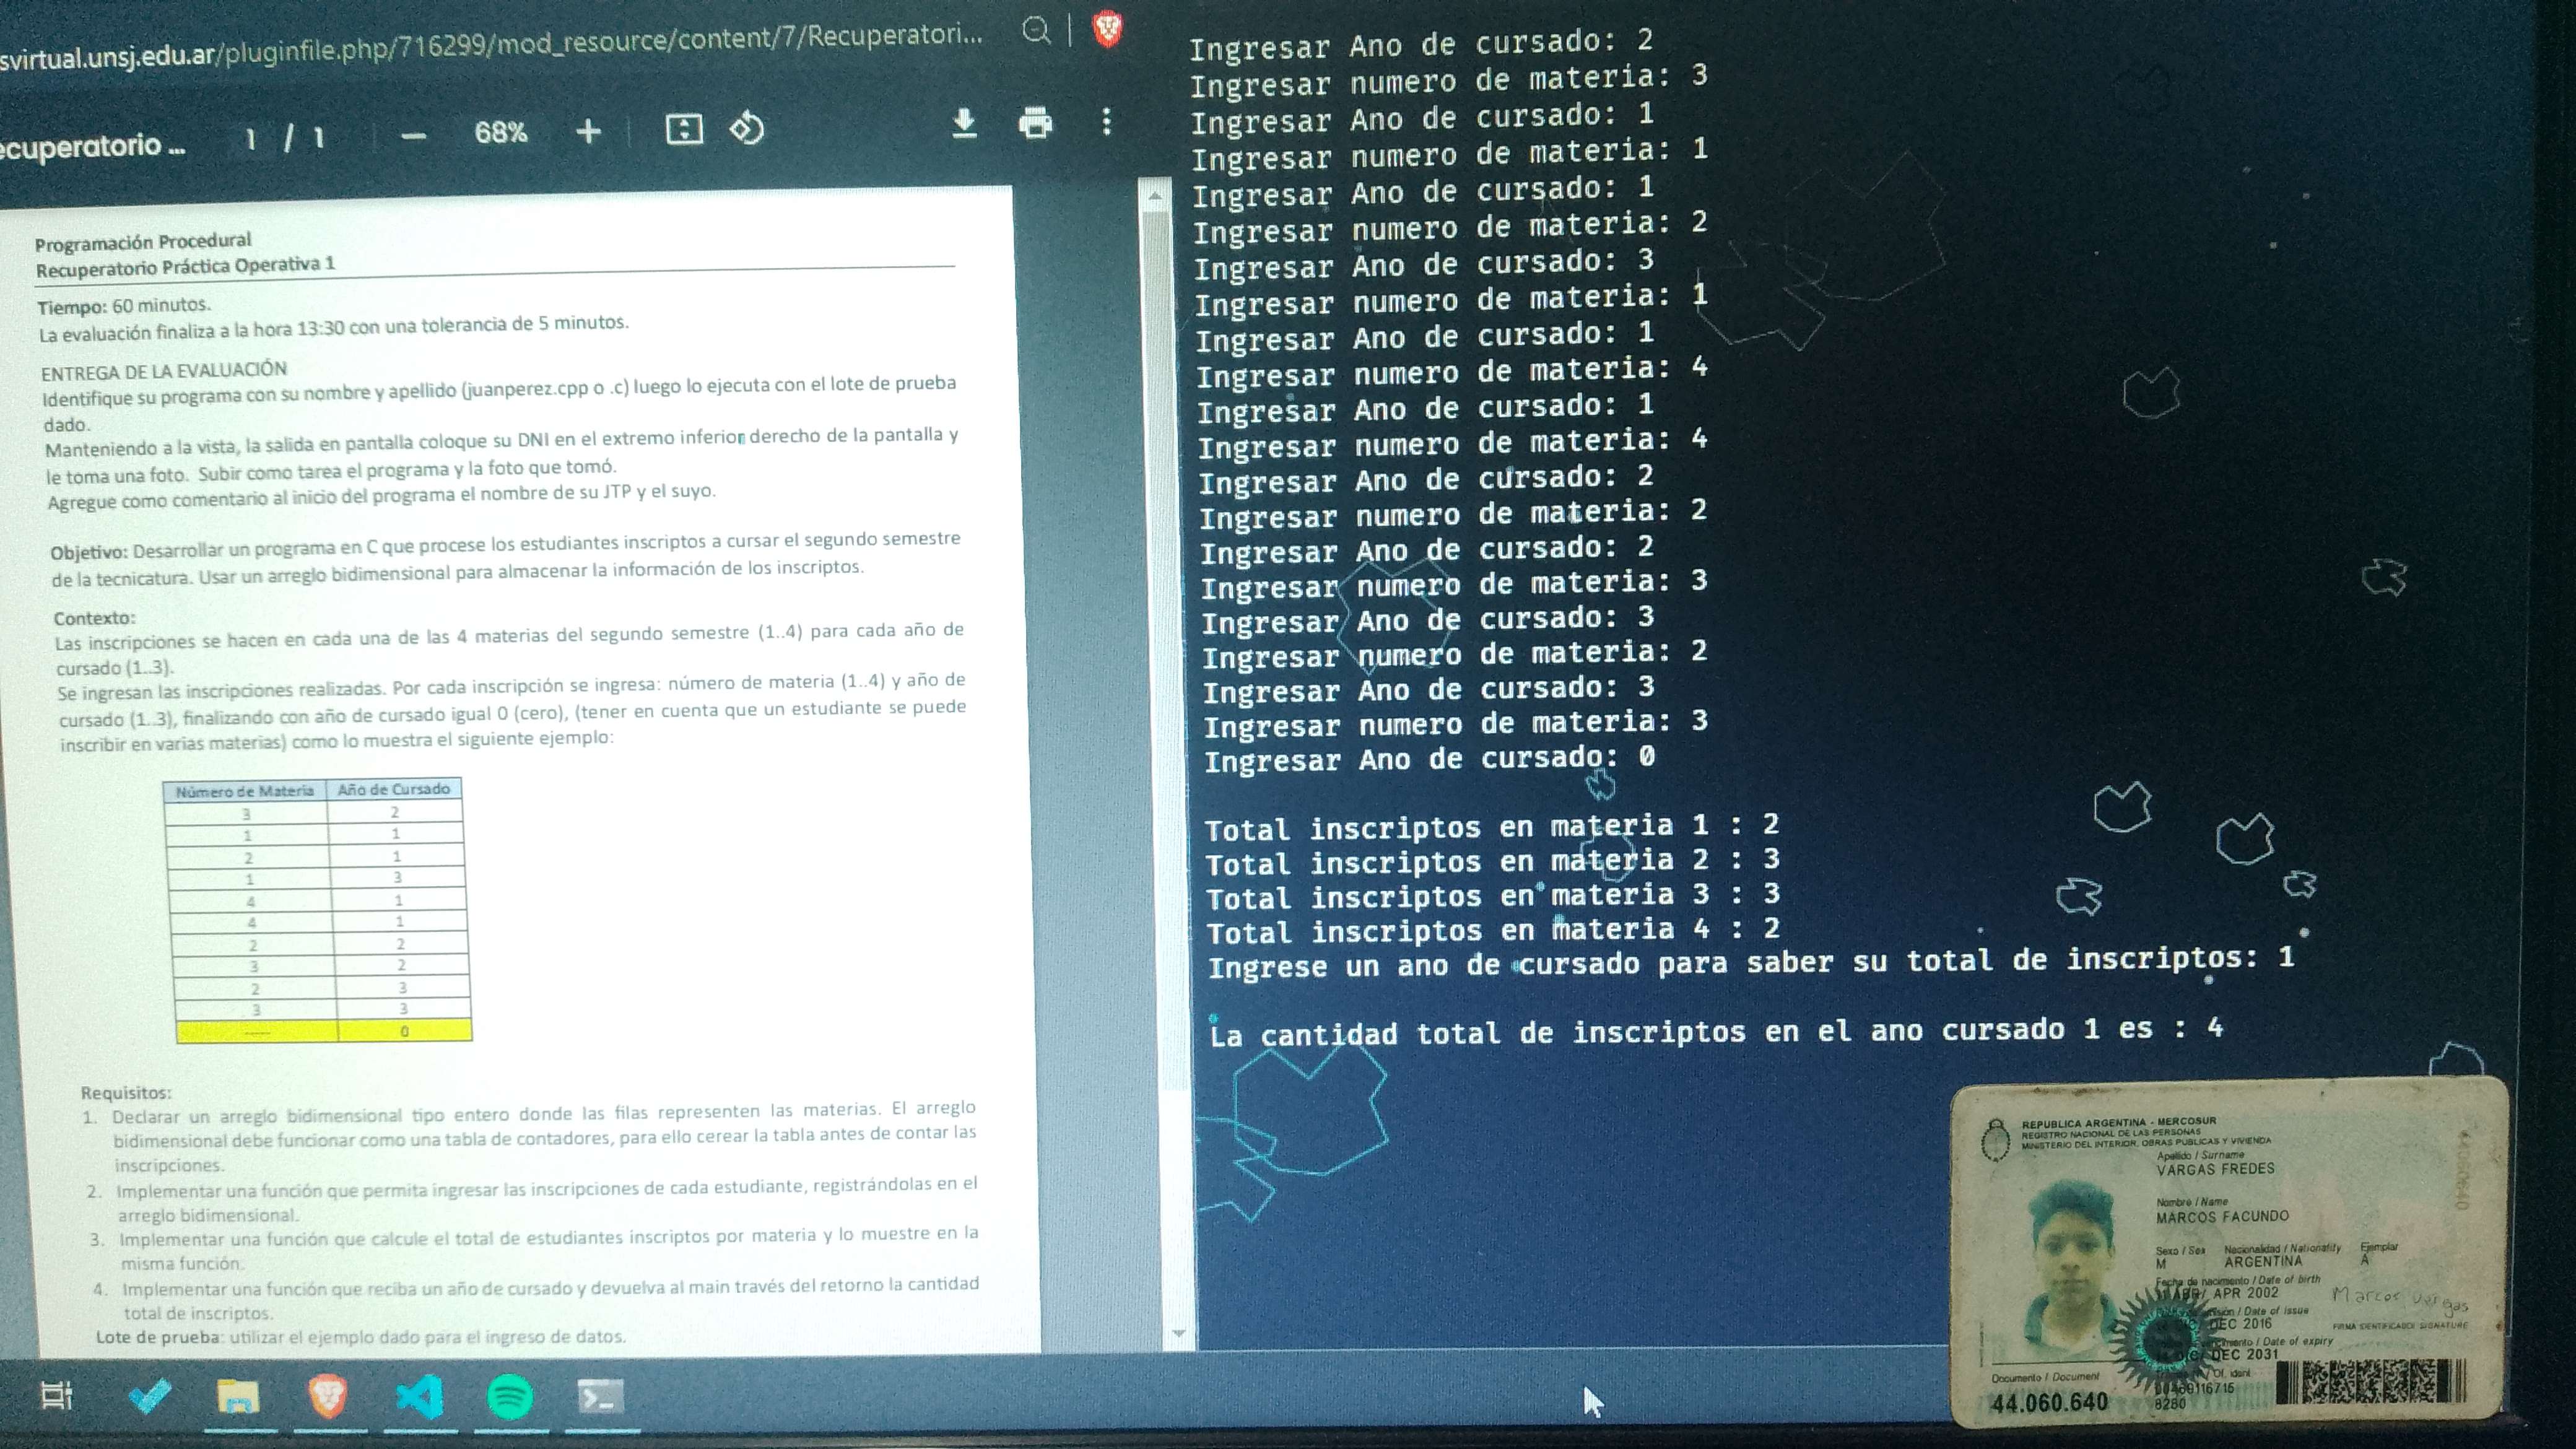 svirtual.unsj.edu.ar/pluginfile.php/716299/mod_resource/content/7/Recuperatori...
ecuperatorio ...
1 / 1
68%
Programación Procedural
Recuperatorio Práctica Operativa 1
Tiempo: 60 minutos.
La evaluación finaliza a la hora 13:30 con una tolerancia de 5 minutos.
ENTREGA DE LA EVALUACIÓN
Identifique su programa con su nombre y apellido (juanperez.cpp o .c) luego lo ejecuta con el lote de prueba
dado.
Manteniendo a la vista, la salida en pantalla coloque su DNI en el extremo inferior derecho de la pantalla y
le toma una foto. Subir como tarea el programa y la foto que tomó.
Agregue como comentario al inicio del programa el nombre de su JTP y el suyo.
Objetivo: Desarrollar un programa en C que procese los estudiantes inscriptos a cursar el segundo semestre
de la tecnicatura. Usar un arreglo bidimensional para almacenar la información de los inscriptos.
Contexto:
Las inscripciones se hacen en cada una de las 4 materias del segundo semestre (1..4) para cada año de
cursado (1..3).
Se ingresan las inscripciones realizadas. Por cada inscripción se ingresa: número de materia (1..4) y año de
cursado (1..3), finalizando con año de cursado igual 0 (cero), (tener en cuenta que un estudiante se puede
inscribir en varias materias) como lo muestra el siguiente ejemplo:
Número de Materia Año de Cursado
3 2
1 1
2 1
1 3
4 1
4 1
2 2
3 2
2 3
3 3
----- 0
Requisitos:
1. Declarar un arreglo bidimensional tipo entero donde las filas representen las materias. El arreglo
bidimensional debe funcionar como una tabla de contadores, para ello cerear la tabla antes de contar las
inscripciones.
2. Implementar una función que permita ingresar las inscripciones de cada estudiante, registrándolas en el
arreglo bidimensional.
3. Implementar una función que calcule el total de estudiantes inscriptos por materia y lo muestre en la
misma función.
4. Implementar una función que reciba un año de cursado y devuelva al main través del retorno la cantidad
total de inscriptos.
Lote de prueba: utilizar el ejemplo dado para el ingreso de datos.
Ingresar Ano de cursado: 2
Ingresar numero de materia: 3
Ingresar Ano de cursado: 1
Ingresar numero de materia: 1
Ingresar Ano de cursado: 1
Ingresar numero de materia: 2
Ingresar Ano de cursado: 3
Ingresar numero de materia: 1
Ingresar Ano de cursado: 1
Ingresar numero de materia: 4
Ingresar Ano de cursado: 1
Ingresar numero de materia: 4
Ingresar Ano de cursado: 2
Ingresar numero de materia: 2
Ingresar Ano de cursado: 2
Ingresar numero de materia: 3
Ingresar Ano de cursado: 3
Ingresar numero de materia: 2
Ingresar Ano de cursado: 3
Ingresar numero de materia: 3
Ingresar Ano de cursado: 0
Total inscriptos en materia 1 : 2
Total inscriptos en materia 2 : 3
Total inscriptos en materia 3 : 3
Total inscriptos en materia 4 : 2
Ingrese un ano de cursado para saber su total de inscriptos: 1
La cantidad total de inscriptos en el ano cursado 1 es : 4
REPUBLICA ARGENTINA - MERCOSUR
REGISTRO NACIONAL DE LAS PERSONAS
MINISTERIO DEL INTERIOR, OBRAS PUBLICAS Y VIVIENDA
Apellido / Surname
VARGAS FREDES
Nombre / Name
MARCOS FACUNDO
Sexo / Sex Nacionalidad / Nationality Ejemplar
M ARGENTINA A
Fecha de nacimiento / Date of birth
APR 2002
Marcos Vargas
/ Date of issue
DEC 2016
FIRMA IDENTIFICADO/ SIGNATURE
/ Date of expiry
DEC 2031
Documento / Document
/ Of. ident.
44.060.640
8280